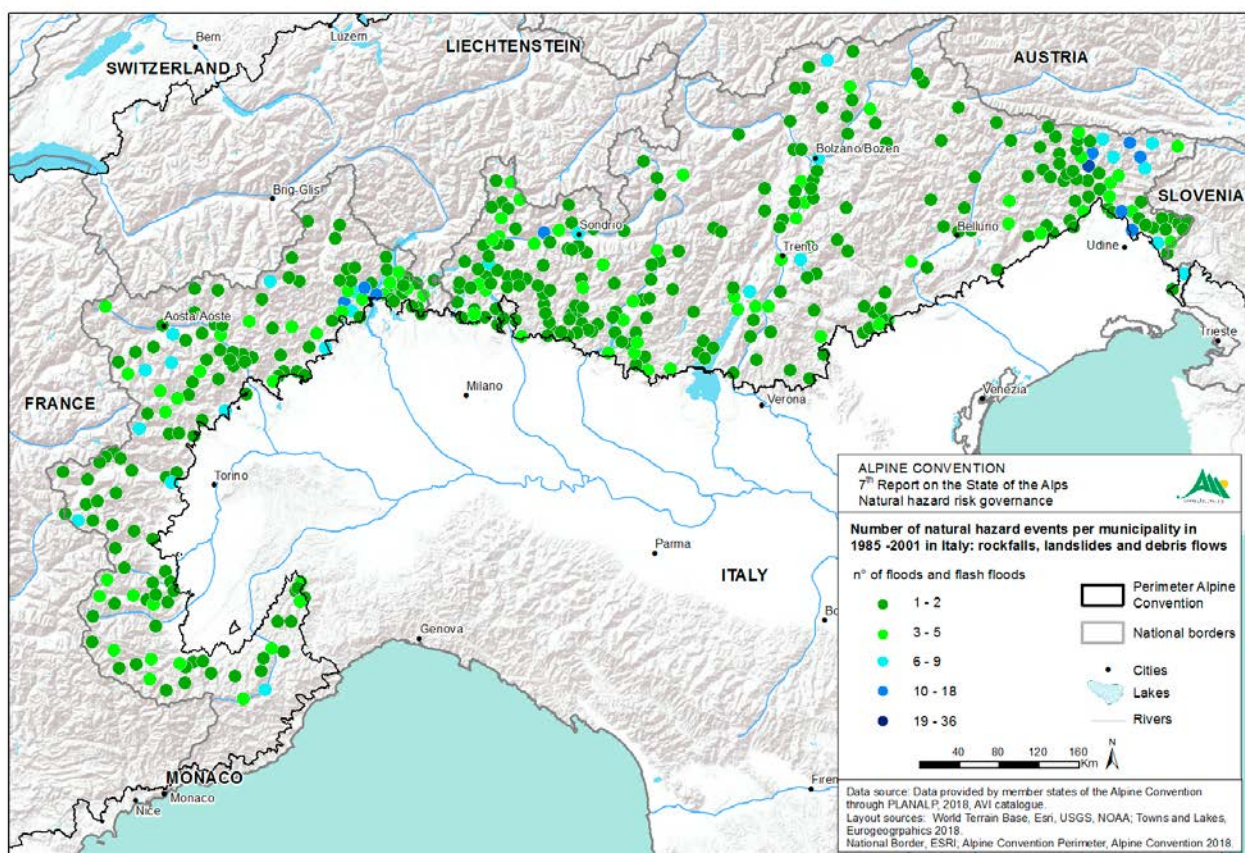 Bern
Luzern
LIECHTENSTEIN
SWITZERLAND
AUSTRIA
Bolzano/Bozen
Brig-Glis
SLOVENIA
Sondrio
Belluno
Udine
Trento
Aosta/Aoste
Trieste
FRANCE
Milano
Venezia
Verona
Torino
Parma
ITALY
Bo
Genova
MONACO
Monaco
Nice
Firen
ALPINE CONVENTION
7th Report on the State of the Alps
Natural hazard risk governance
Number of natural hazard events per municipality in
1985 -2001 in Italy: rockfalls, landslides and debris flows
n° of floods and flash floods
1 - 2
3 - 5
6 - 9
10 - 18
19 - 36
Perimeter Alpine
Convention
National borders
Cities
Lakes
Rivers
N
40 80 120 160
Km
Data source: Data provided by member states of the Alpine Convention
through PLANALP, 2018, AVI catalogue.
Layout sources: World Terrain Base, Esri, USGS, NOAA; Towns and Lakes,
Eurogeogrpahics 2018.
National Border, ESRI, Alpine Convention Perimeter, Alpine Convention 2018.